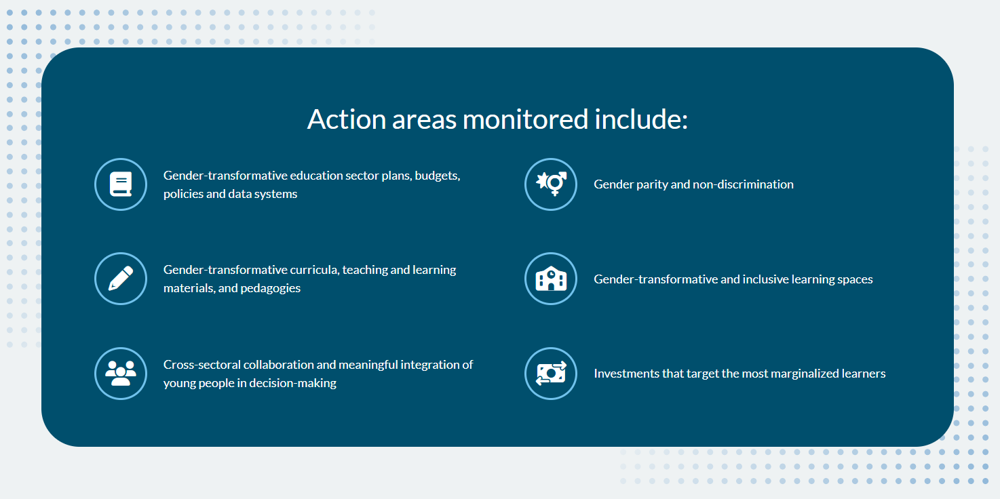 Action areas monitored include:
Gender-transformative education sector plans, budgets,
policies and data systems
Gender parity and non-discrimination
Gender-transformative curricula, teaching and learning
materials, and pedagogies
Gender-transformative and inclusive learning spaces
Cross-sectoral collaboration and meaningful integration of
young people in decision-making
Investments that target the most marginalized learners